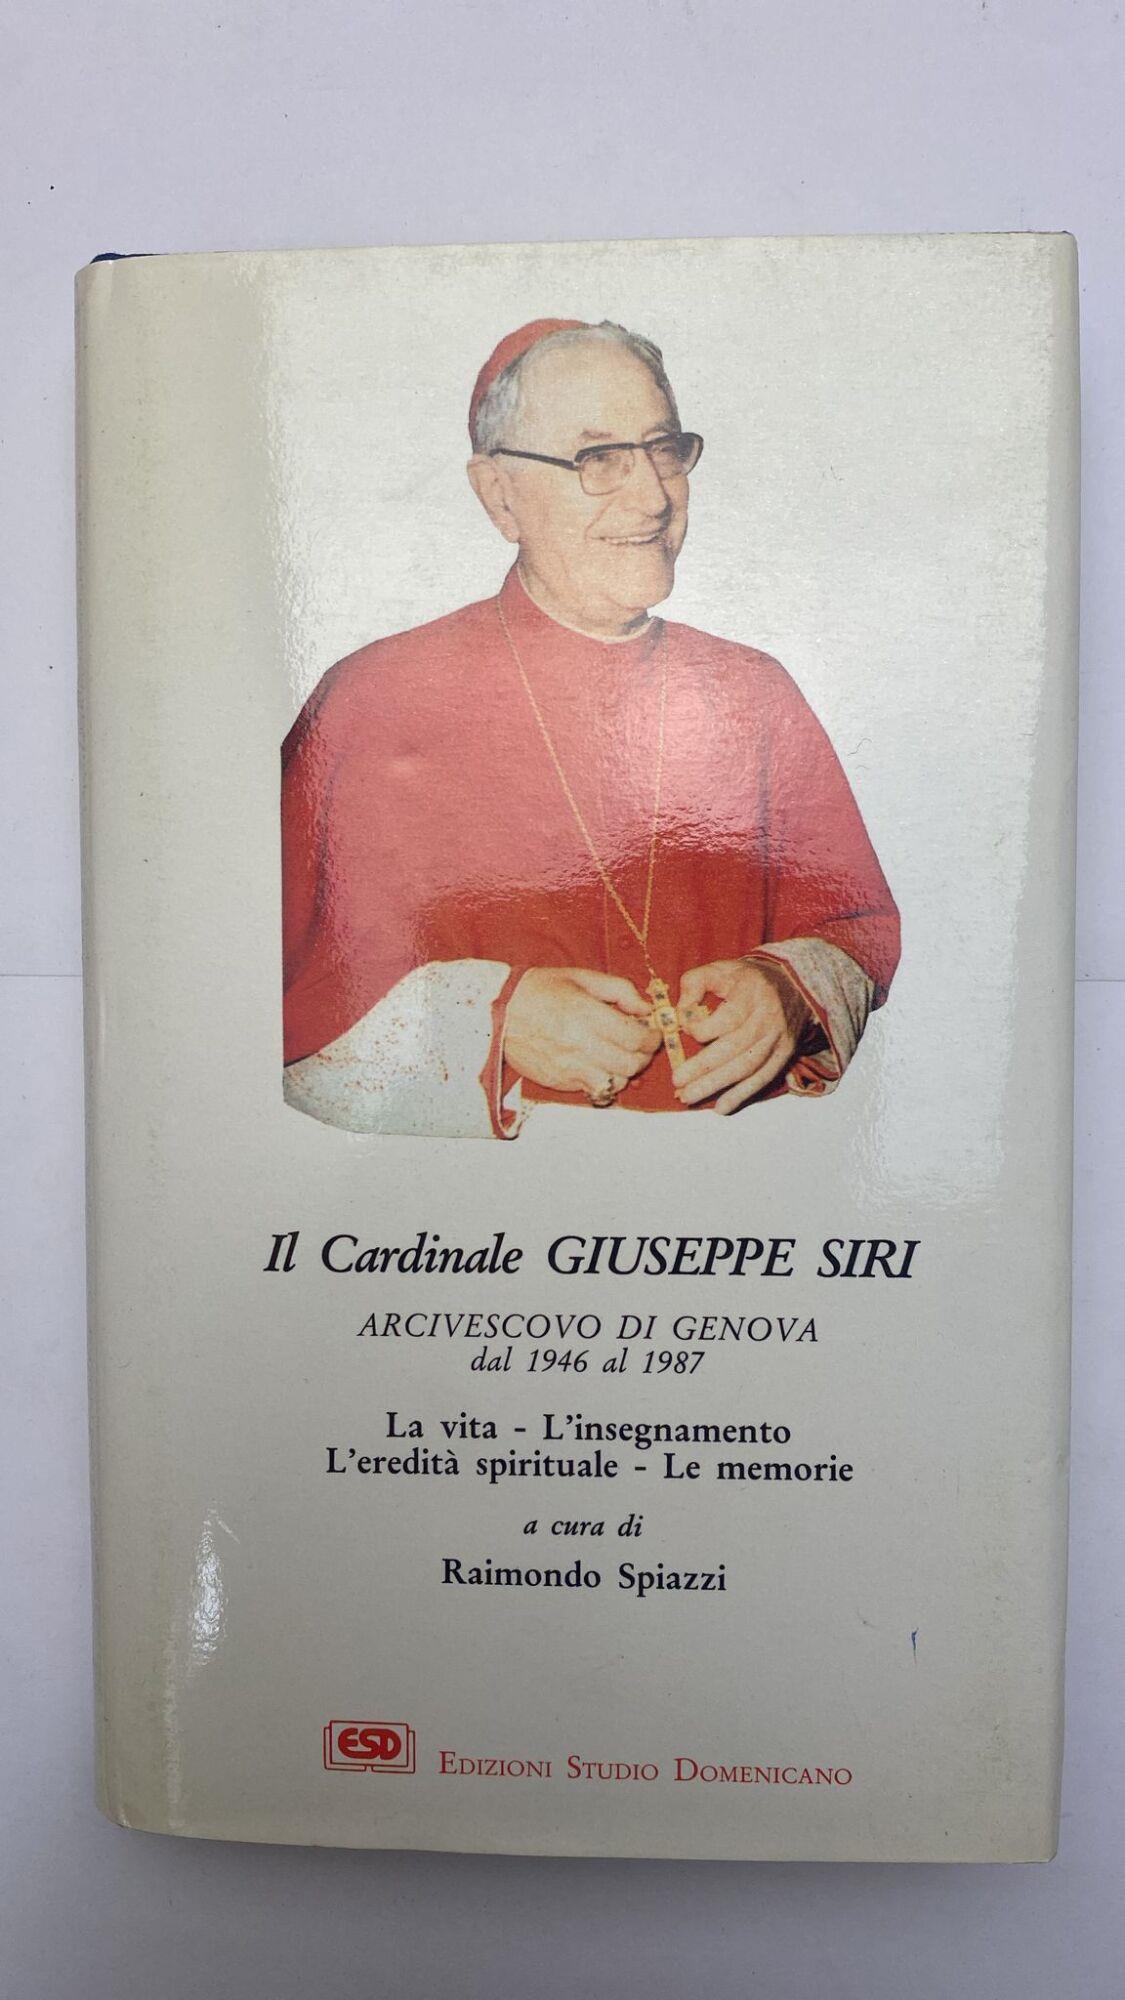 Il Cardinale GIUSEPPE SIRI
ARCIVESCOVO DI GENOVA
dal 1946 al 1987
La vita - L'insegnamento
L'eredità spirituale - Le memorie
a cura di
Raimondo Spiazzi
ESD EDIZIONI STUDIO DOMENICANO